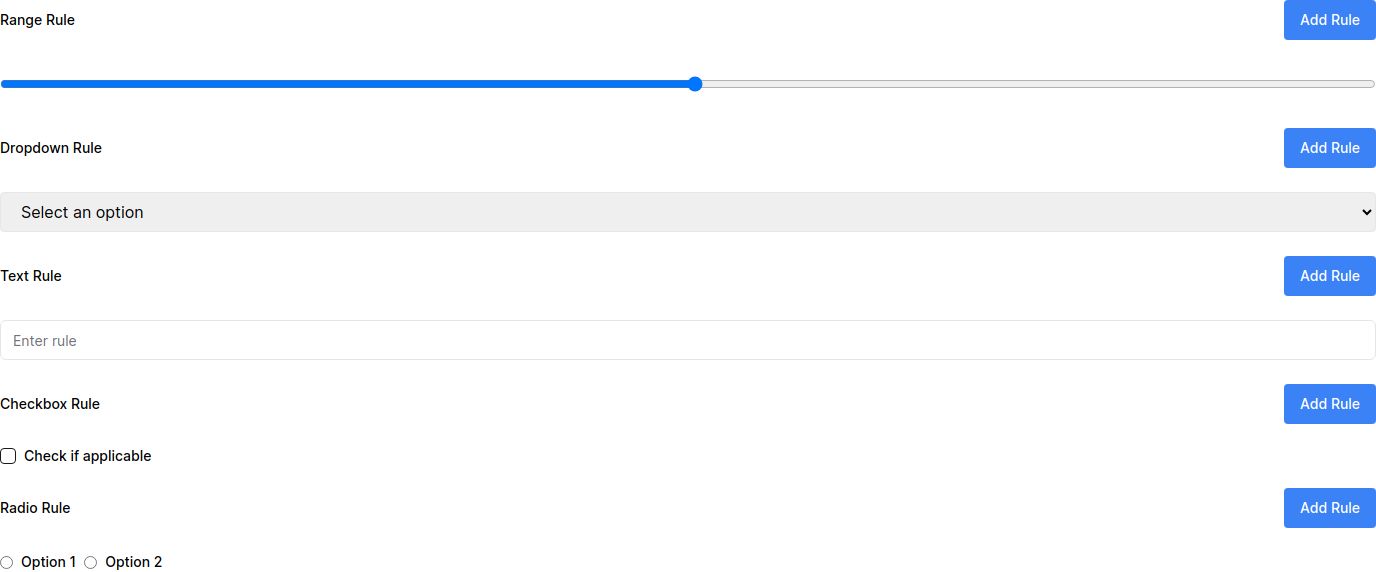 Range Rule Add Rule
Dropdown Rule Add Rule
Select an option
Text Rule Add Rule
Enter rule
Checkbox Rule Add Rule
Check if applicable
Radio Rule Add Rule
Option 1 Option 2